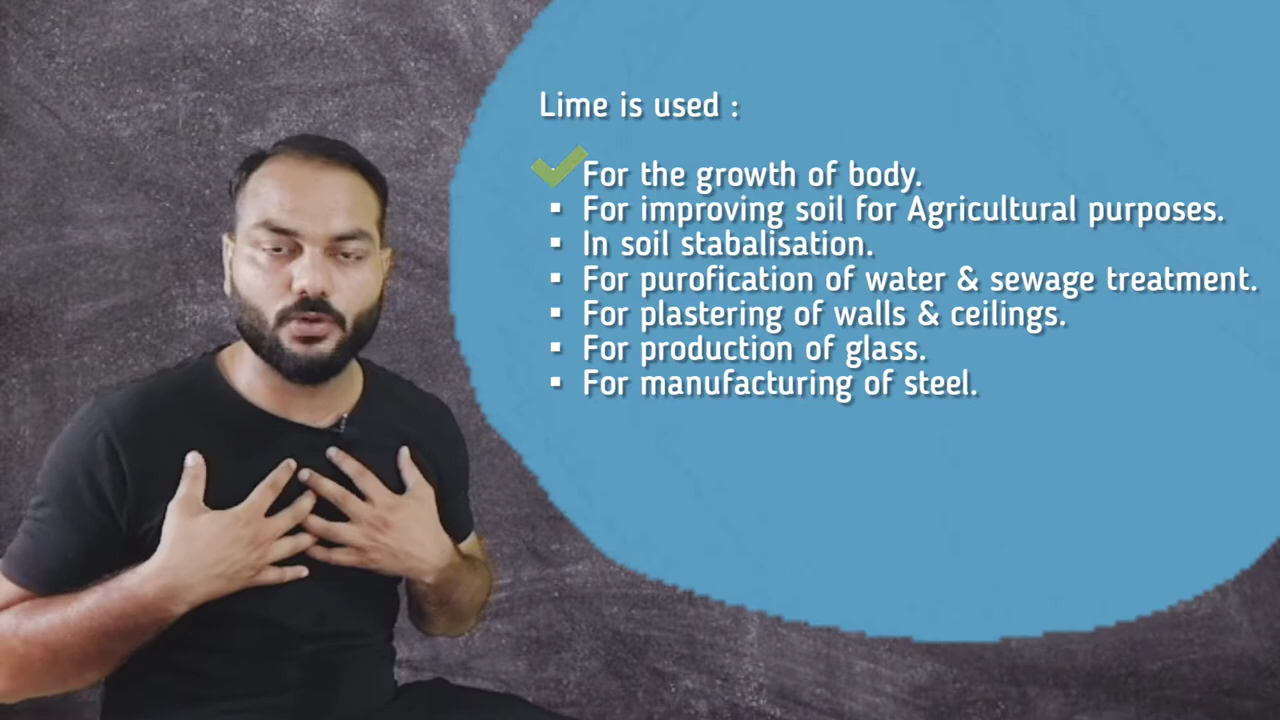 Lime is used :
For the growth of body.
▪ For improving soil for Agricultural purposes.
▪ In soil stabalisation.
▪ For purofication of water & sewage treatment.
▪ For plastering of walls & ceilings.
▪ For production of glass.
▪ For manufacturing of steel.